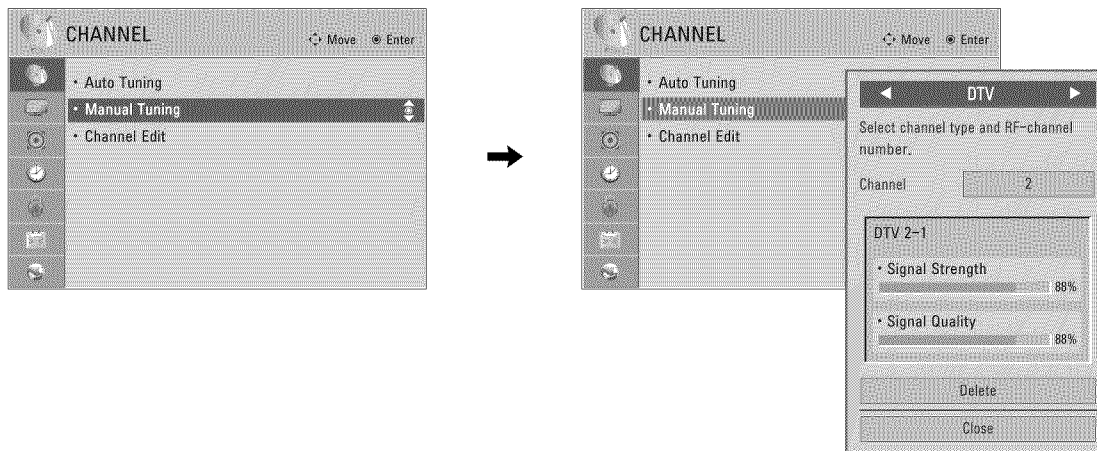 CHANNEL
Move Enter
• Auto Tuning
• Manual Tuning
• Channel Edit
CHANNEL
Move Enter
• Auto Tuning
• Manual Tuning
• Channel Edit
DTV
Select channel type and RF-channel
number.
Channel 2
DTV 2-1
• Signal Strength
88%
• Signal Quality
88%
Delete
Close